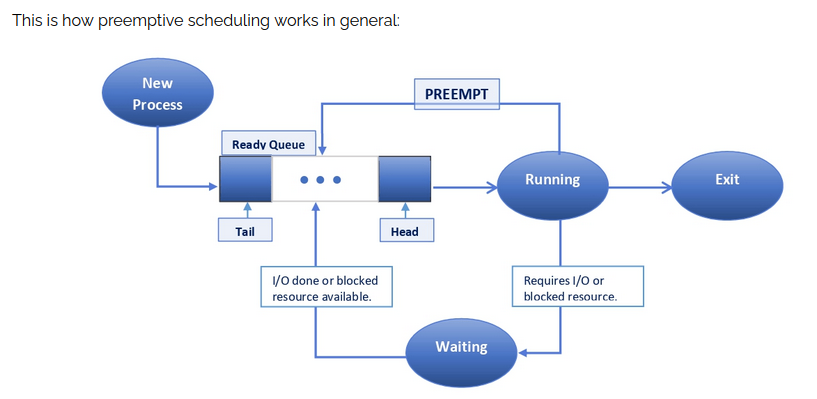 This is how preemptive scheduling works in general:
New
Process
PREEMPT
Ready Queue
Running
Exit
Tail
Head
I/O done or blocked
resource available.
Requires I/O or
blocked resource.
Waiting